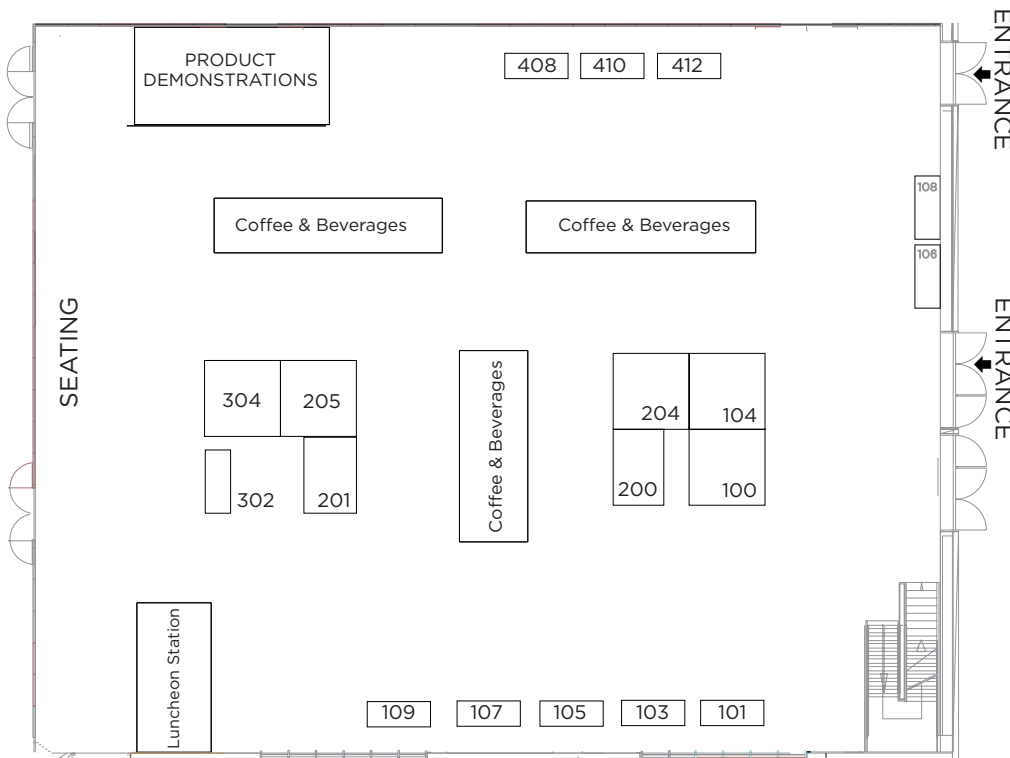 ENTRANCE
PRODUCT
DEMONSTRATIONS
408
410
412
108
Coffee & Beverages
Coffee & Beverages
106
SEATING
ENTRANCE
Coffee & Beverages
304
205
204
104
302
201
200
100
Luncheon Station
109
107
105
103
101